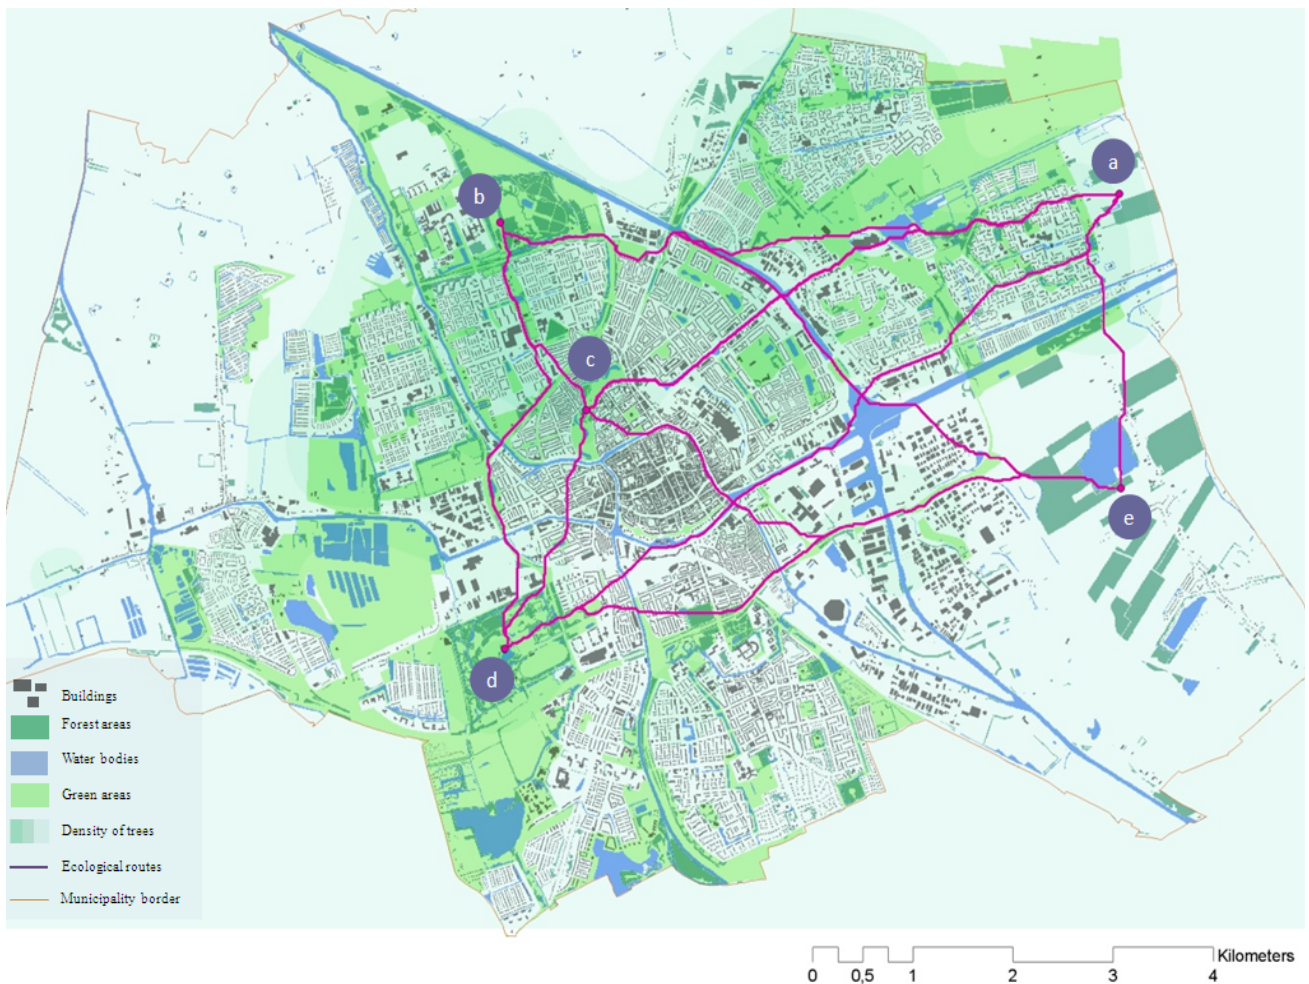 a
b
c
e
d
Buildings
Forest areas
Water bodies
Green areas
Density of trees
Ecological routes
Municipality border
Kilometers
0 0,5 1 2 3 4